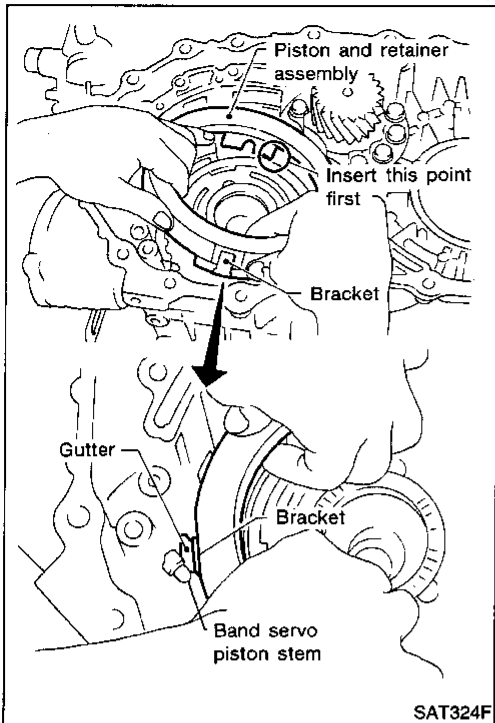 Piston and retainer
assembly
Insert this point
first
Bracket
Gutter
Bracket
Band servo
piston stem
SAT324F